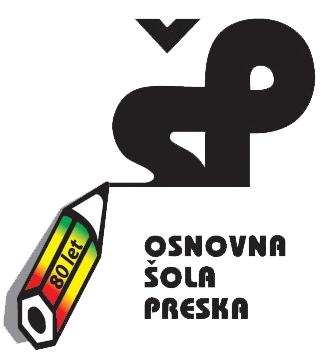 ŠP
80 let
OSNOVNA
ŠOLA
PRESKA